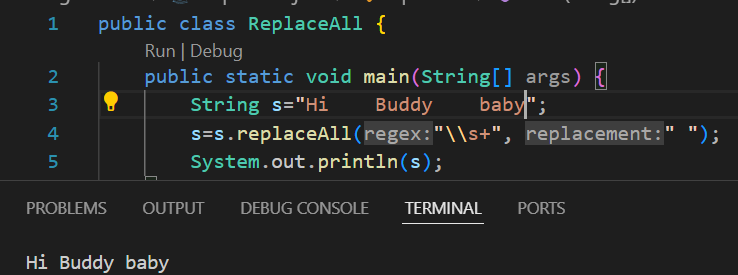 1 public class ReplaceAll {
Run | Debug
2 public static void main(String[] args) {
3 String s="Hi    Buddy    baby";
4 s=s.replaceAll(regex:"\\s+", replacement:" ");
5 System.out.println(s);
PROBLEMS OUTPUT DEBUG CONSOLE TERMINAL PORTS
Hi Buddy baby